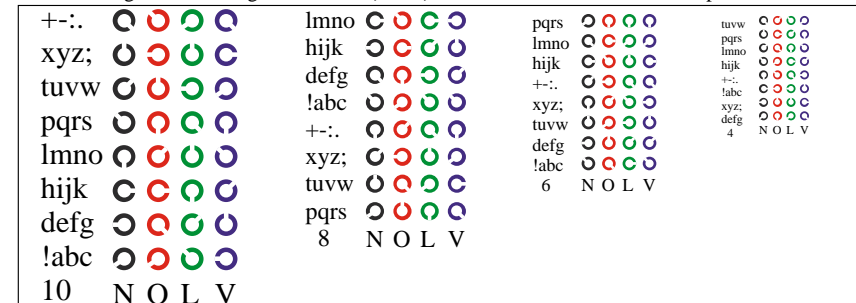 +-:.
xyz;
tuvw
pqrs
lmno
hijk
defg
!abc
10 N O L V
lmno
hijk
defg
!abc
+-:.
xyz;
tuvw
pqrs
8 N O L V
pqrs
lmno
hijk
+-:.
xyz;
tuvw
defg
!abc
6 N O L V
tuvw
pqrs
lmno
hijk
+-:.
!abc
xyz;
defg
4 N O L V